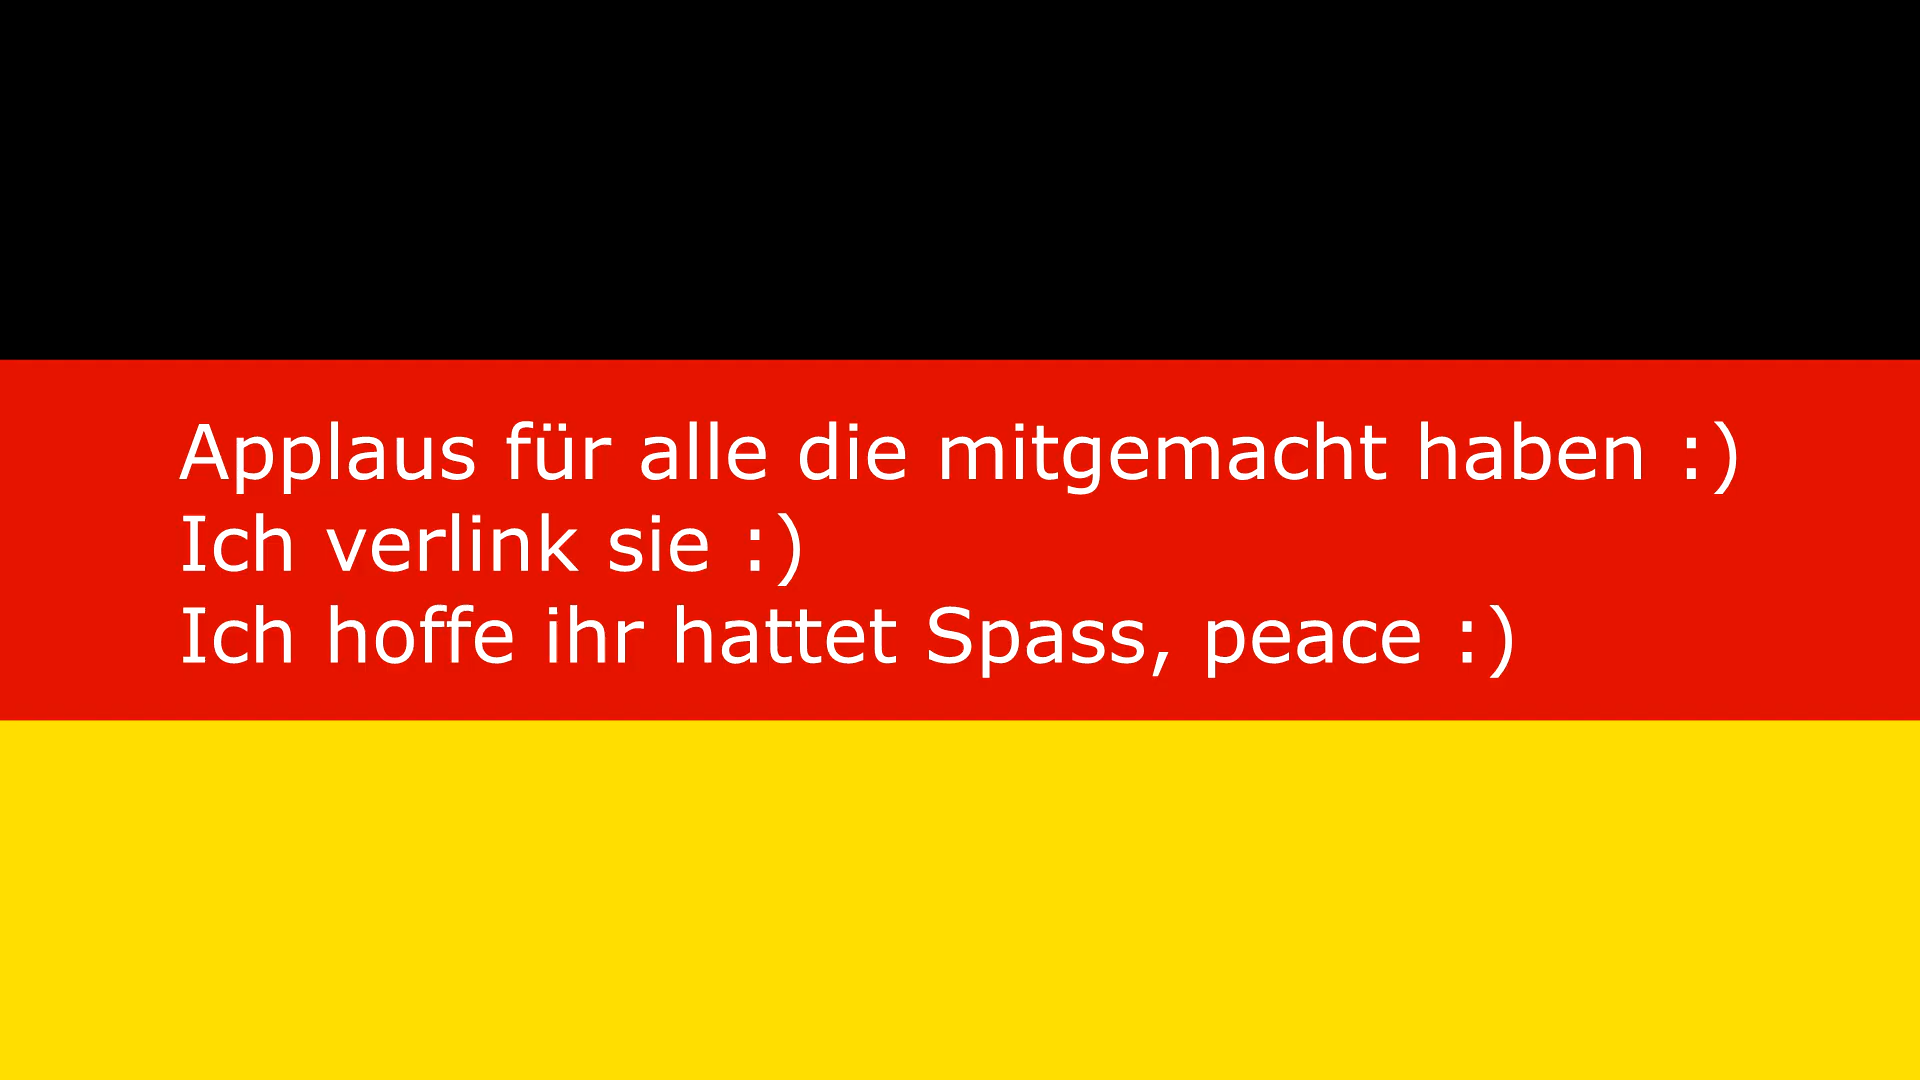 Applaus für alle die mitgemacht haben :)
Ich verlink sie :)
Ich hoffe ihr hattet Spass, peace :)